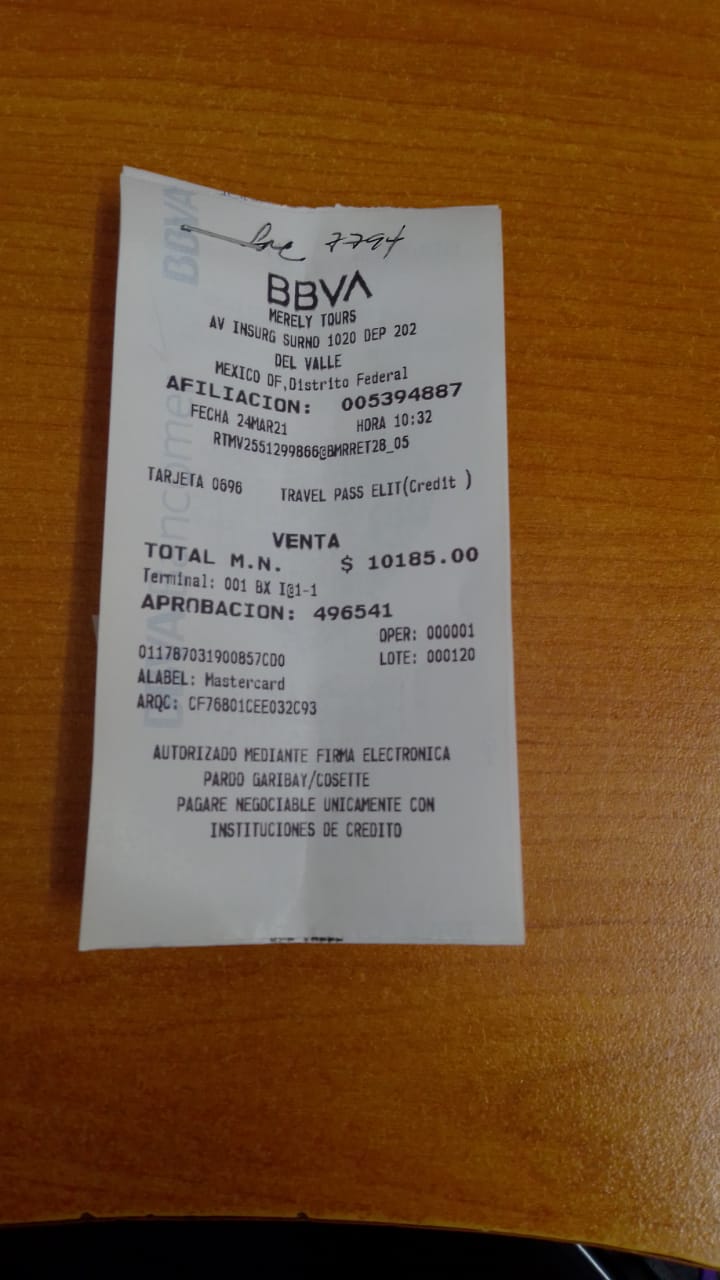 7794
BBVA
MERELY TOURS
AV INSURG SURNO 1020 DEP 202
DEL VALLE
MEXICO DF,Distrito Federal
AFILIACION: 005394887
FECHA 24MAR21 HORA 10:32
RTMV2551299866@BMRRET28_05
TARJETA 0696 TRAVEL PASS ELIT(Credit )
VENTA
TOTAL M.N. $ 10185.00
Terminal: 001 BX I@1-1
APROBACION: 496541
OPER: 000001
011787031900857CD0 LOTE: 000120
ALABEL: Mastercard
ARQC: CF76801CEE032C93
AUTORIZADO MEDIANTE FIRMA ELECTRONICA
PARDO GARIBAY/COSETTE
PAGARE NEGOCIABLE UNICAMENTE CON
INSTITUCIONES DE CREDITO